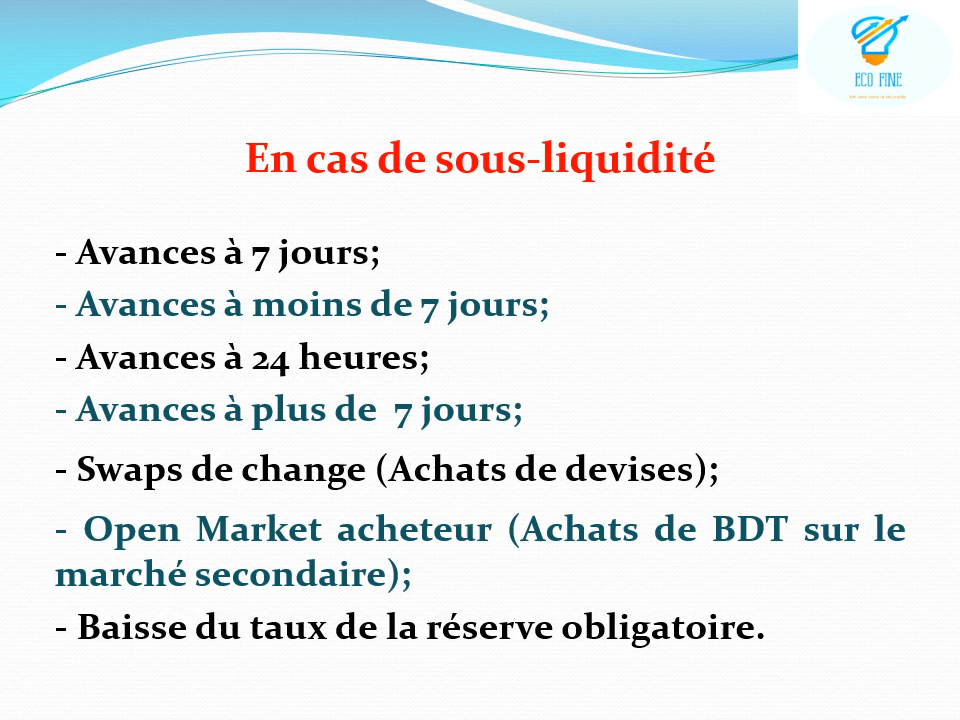 ECO FINE
En cas de sous-liquidité
- Avances à 7 jours;
- Avances à moins de 7 jours;
- Avances à 24 heures;
- Avances à plus de  7 jours;
- Swaps de change (Achats de devises);
- Open Market acheteur (Achats de BDT sur le
marché secondaire);
- Baisse du taux de la réserve obligatoire.